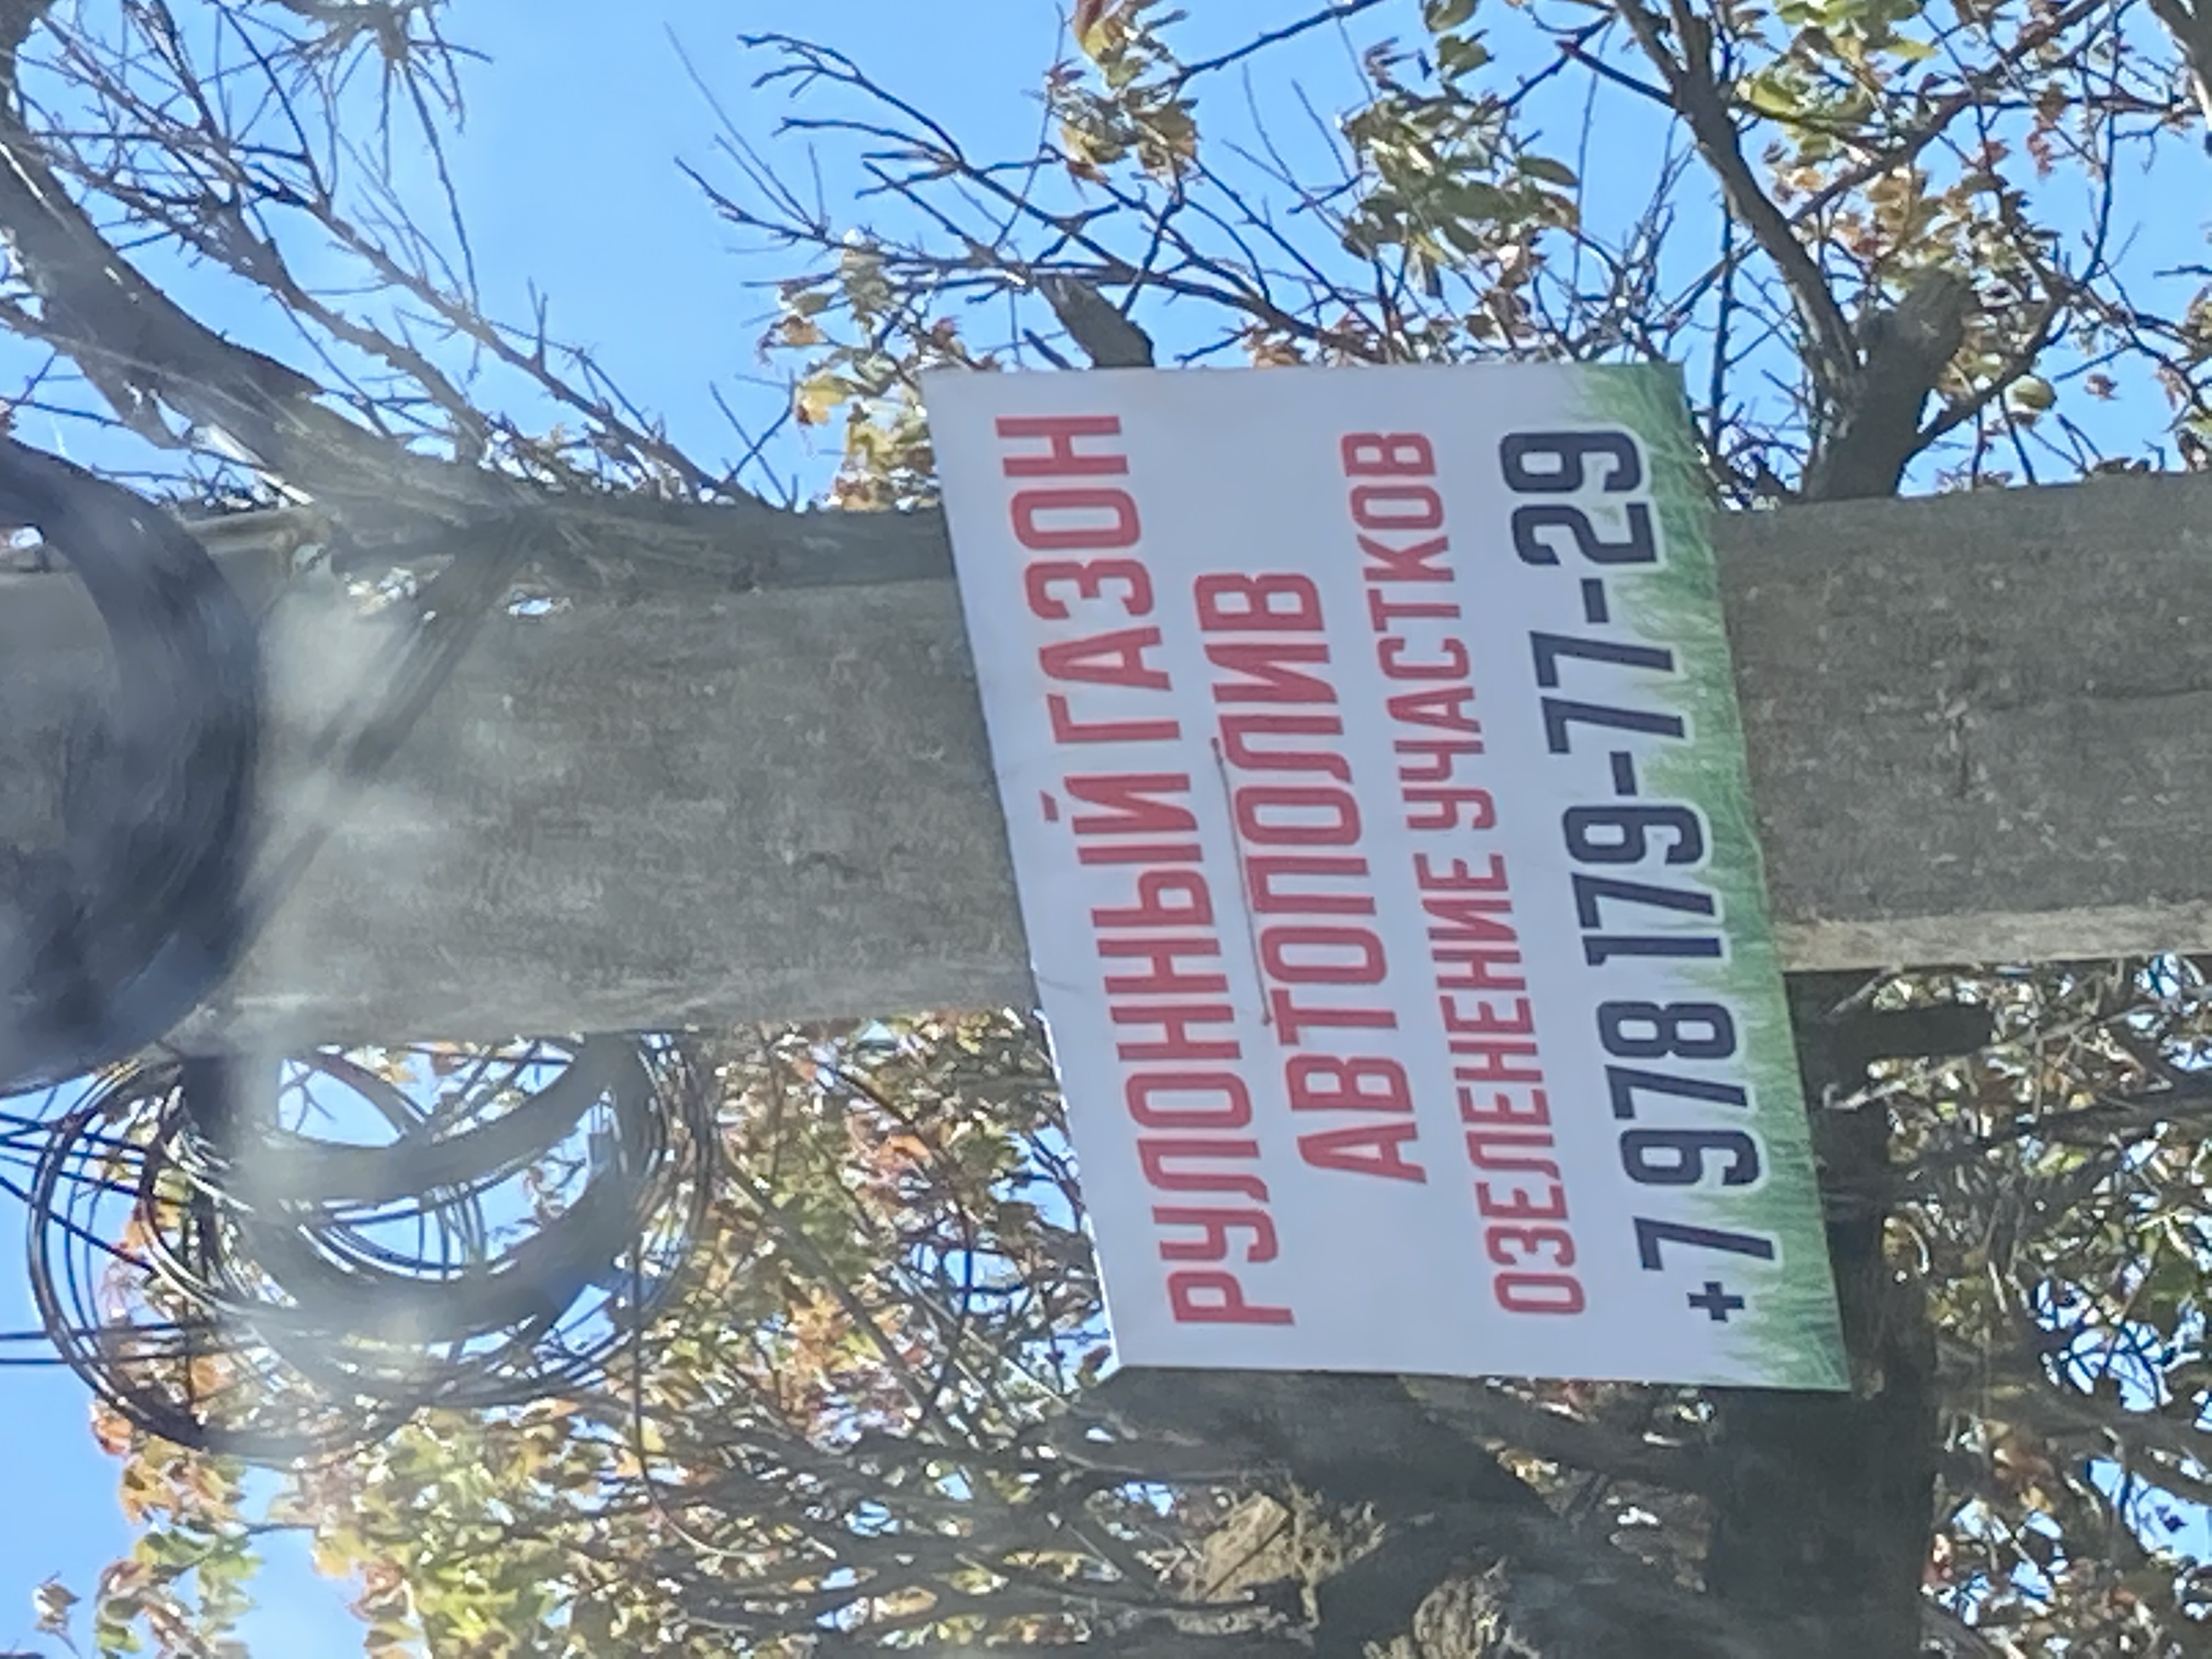 РУЛОННЫЙ ГАЗОН
АВТОПОЛИВ
ОЗЕЛЕНЕНИЕ УЧАСТКОВ
+7 978 179-77-29